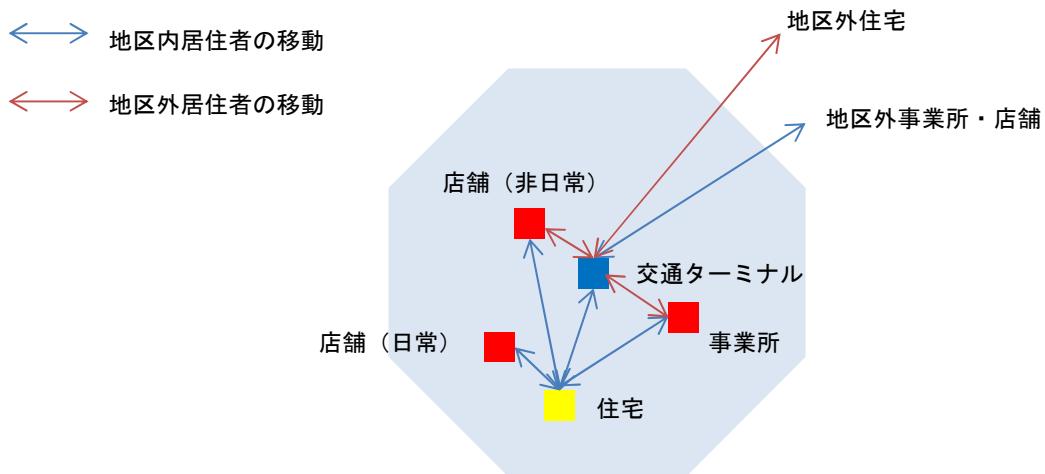 地区内居住者の移動
地区外居住者の移動
地区外住宅
地区外事業所・店舗
店舗（非日常）
交通ターミナル
店舗（日常）
事業所
住宅